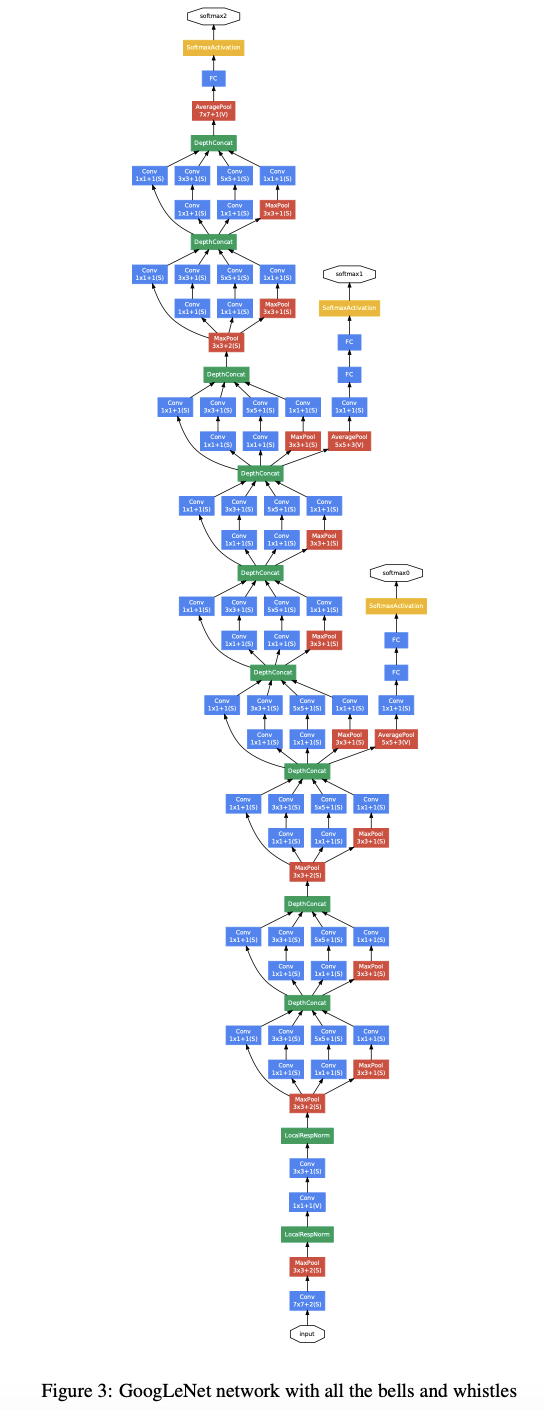 softmax2
SoftmaxActivation
FC
AveragePool
7x7+1(V)
DepthConcat
Conv Conv Conv Conv
1x1+1(S) 3x3+1(S) 5x5+1(S) 1x1+1(S)
Conv Conv MaxPool
1x1+1(S) 1x1+1(S) 3x3+1(S)
DepthConcat
Conv Conv Conv Conv softmax1
1x1+1(S) 3x3+1(S) 5x5+1(S) 1x1+1(S)
Conv Conv MaxPool SoftmaxActivation
1x1+1(S) 1x1+1(S) 3x3+1(S)
MaxPool FC
3x3+2(S)
DepthConcat FC
Conv Conv Conv Conv Conv
1x1+1(S) 3x3+1(S) 5x5+1(S) 1x1+1(S) 1x1+1(S)
Conv Conv MaxPool AveragePool
1x1+1(S) 1x1+1(S) 3x3+1(S) 5x5+3(V)
DepthConcat
Conv Conv Conv Conv
1x1+1(S) 3x3+1(S) 5x5+1(S) 1x1+1(S)
Conv Conv MaxPool
1x1+1(S) 1x1+1(S) 3x3+1(S)
DepthConcat softmax0
Conv Conv Conv Conv SoftmaxActivation
1x1+1(S) 3x3+1(S) 5x5+1(S) 1x1+1(S)
Conv Conv MaxPool FC
1x1+1(S) 1x1+1(S) 3x3+1(S)
DepthConcat FC
Conv Conv Conv Conv Conv
1x1+1(S) 3x3+1(S) 5x5+1(S) 1x1+1(S) 1x1+1(S)
Conv Conv MaxPool AveragePool
1x1+1(S) 1x1+1(S) 3x3+1(S) 5x5+3(V)
DepthConcat
Conv Conv Conv Conv
1x1+1(S) 3x3+1(S) 5x5+1(S) 1x1+1(S)
Conv Conv MaxPool
1x1+1(S) 1x1+1(S) 3x3+1(S)
MaxPool
3x3+2(S)
DepthConcat
Conv Conv Conv Conv
1x1+1(S) 3x3+1(S) 5x5+1(S) 1x1+1(S)
Conv Conv MaxPool
1x1+1(S) 1x1+1(S) 3x3+1(S)
DepthConcat
Conv Conv Conv Conv
1x1+1(S) 3x3+1(S) 5x5+1(S) 1x1+1(S)
Conv Conv MaxPool
1x1+1(S) 1x1+1(S) 3x3+1(S)
MaxPool
3x3+2(S)
LocalRespNorm
Conv
3x3+1(S)
Conv
1x1+1(V)
LocalRespNorm
MaxPool
3x3+2(S)
Conv
7x7+2(S)
input
Figure 3: GoogLeNet network with all the bells and whistles